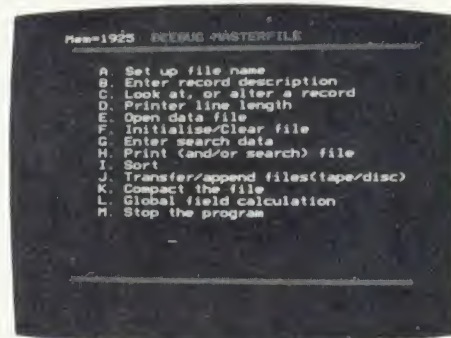 Mem=1925 BEEBUG MASTERFILE
A. Set up file name
B. Enter record description
C. Look at, or alter a record
D. Printer line length
E. Open data file
F. Initialise/Clear file
G. Enter search data
H. Print (and/or search) file
I. Sort
J. Transfer/append files(tape/disc)
K. Compact the file
L. Global field calculation
M. Stop the program